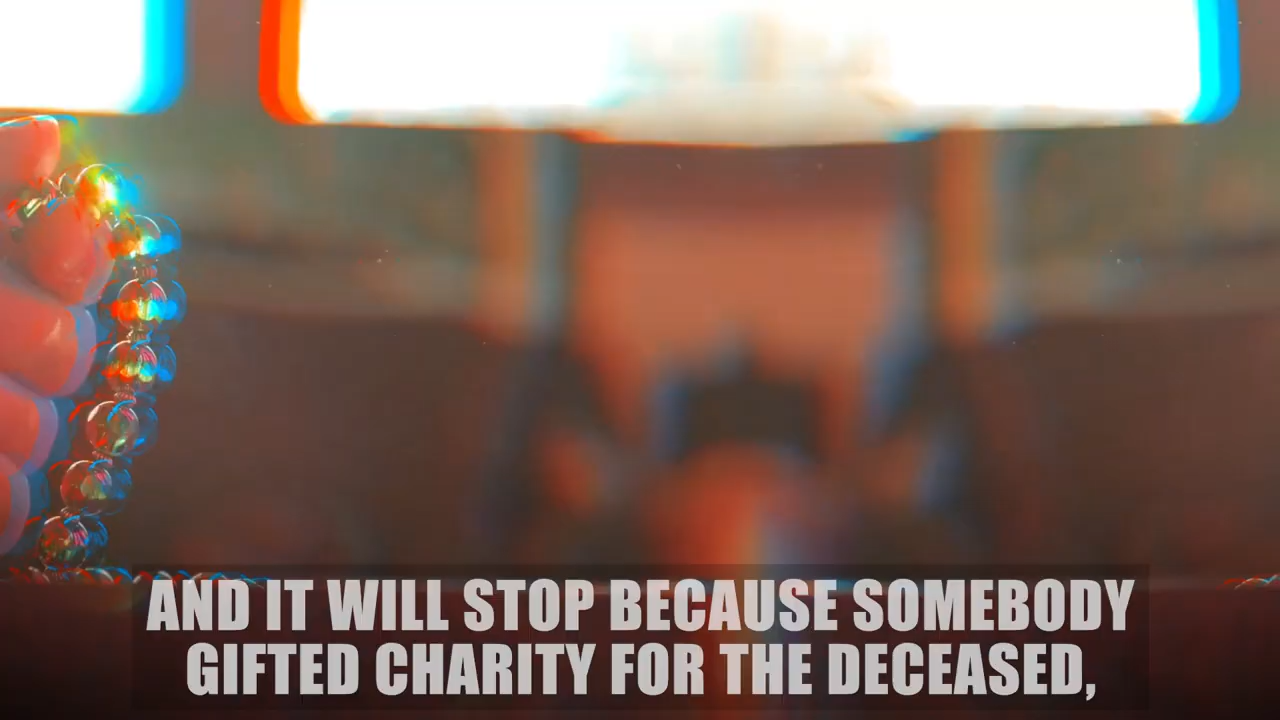 AND IT WILL STOP BECAUSE SOMEBODY
GIFTED CHARITY FOR THE DECEASED,